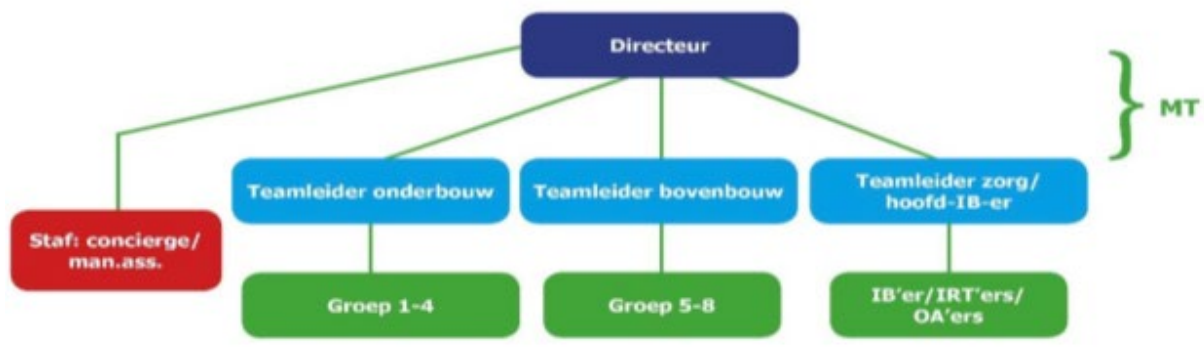 Directeur
MT
Teamleider onderbouw
Teamleider bovenbouw
Teamleider zorg/
hoofd-IB-er
Staf: concierge/
man.ass.
Groep 1-4
Groep 5-8
IB'er/IRT'ers/
OA'ers